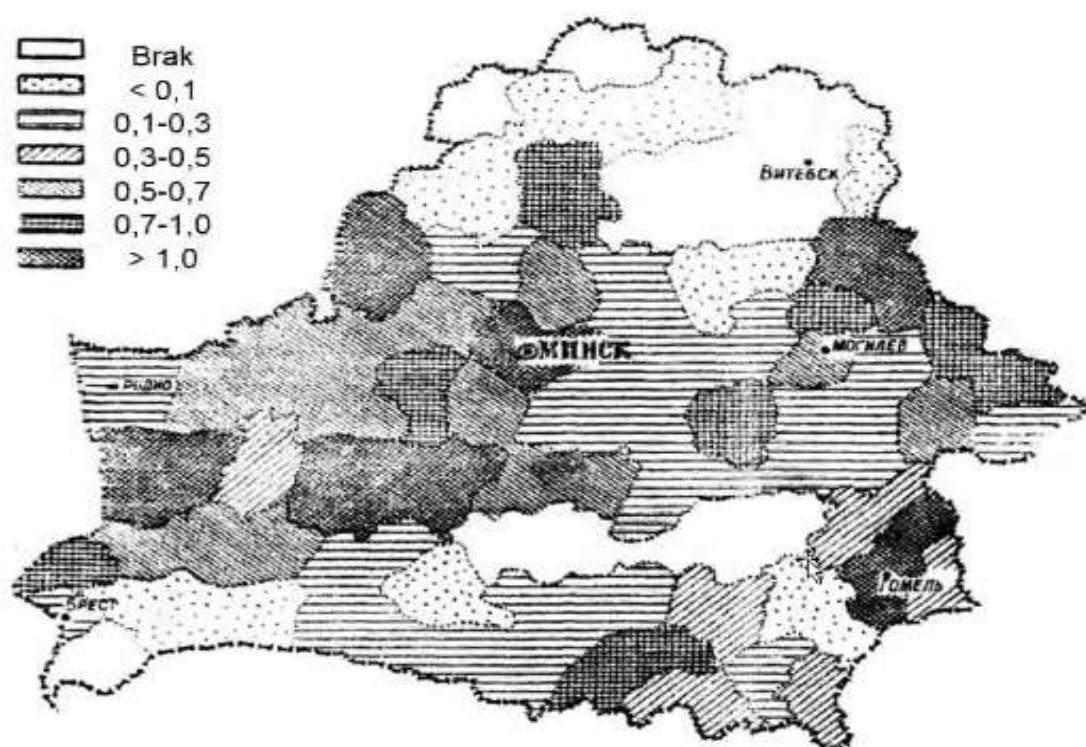 Brak
< 0,1
0,1-0,3
0,3-0,5
0,5-0,7
0,7-1,0
> 1,0
ВИТЕБСК
МИНСК
МОГИЛЕВ
ГОМЕЛЬ
БРЕСТ